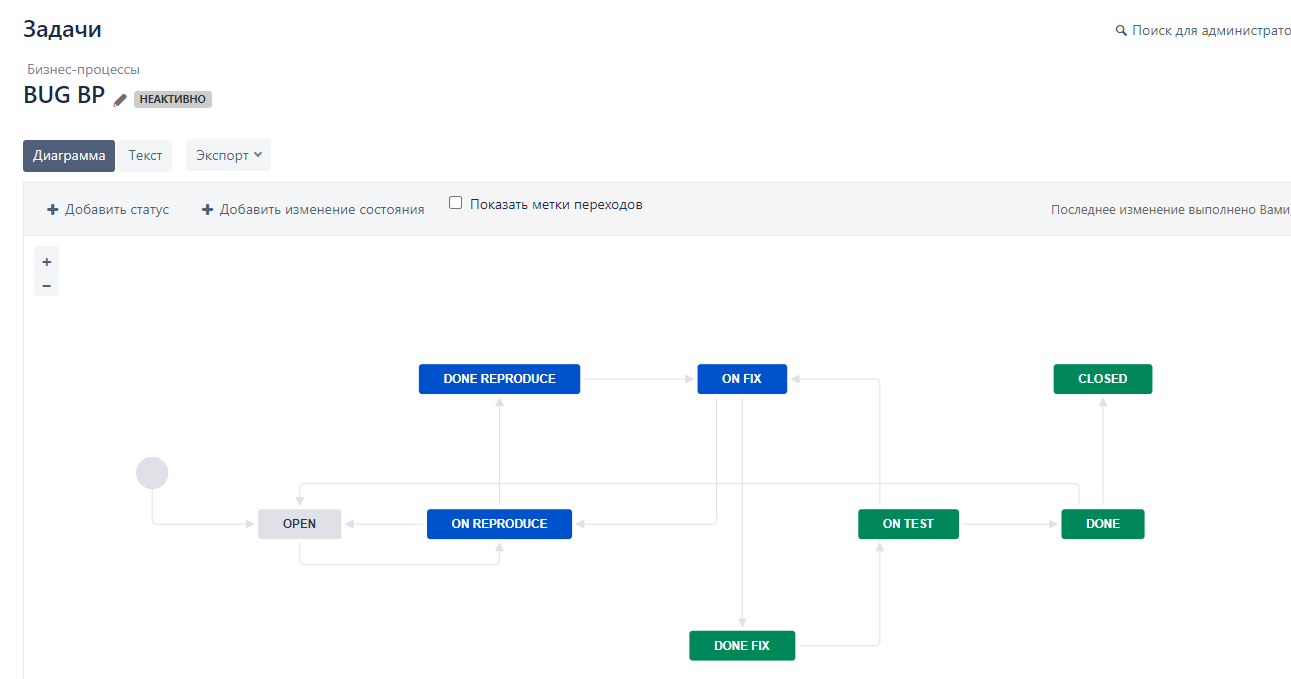 Задачи
Поиск для администрато
Бизнес-процессы
BUG BP НЕАКТИВНО
Диаграмма Текст Экспорт
+ Добавить статус + Добавить изменение состояния Показать метки переходов Последнее изменение выполнено Вами,
+
−
DONE REPRODUCE ON FIX CLOSED
OPEN ON REPRODUCE ON TEST DONE
DONE FIX